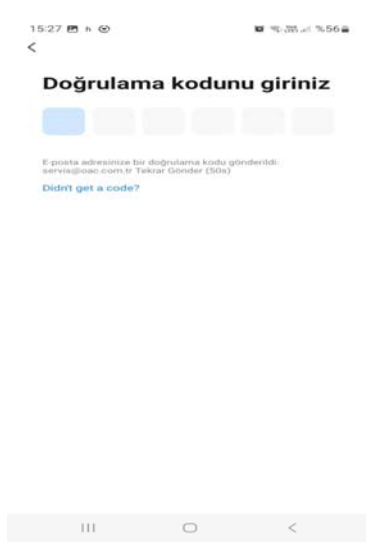 15:27 %56
Doğrulama kodunu giriniz
E-posta adresinize bir doğrulama kodu gönderildi:
servis@oac.com.tr Tekrar Gönder (50s)
Didn't get a code?